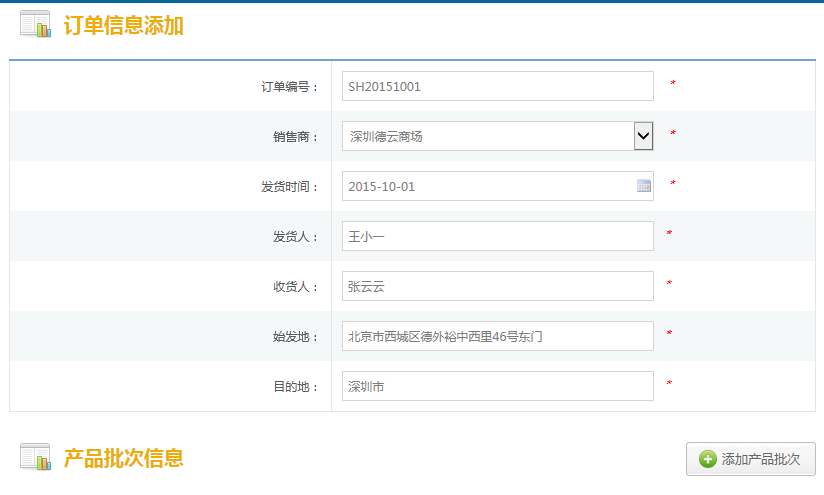 订单信息添加
订单编号： SH20151001 *
销售商： 深圳德云商场 *
发货时间： 2015-10-01 *
发货人： 王小一 *
收货人： 张云云 *
始发地： 北京市西城区德外裕中西里46号东门 *
目的地： 深圳市 *
产品批次信息 添加产品批次